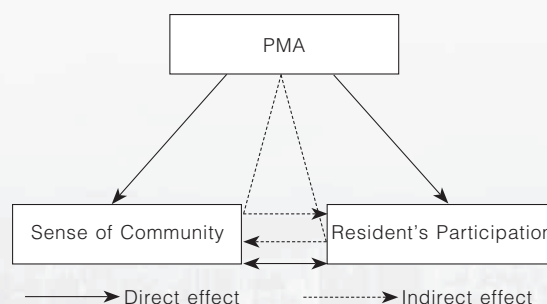 PMA
Sense of Community
Resident's Participation
Direct effect
Indirect effect